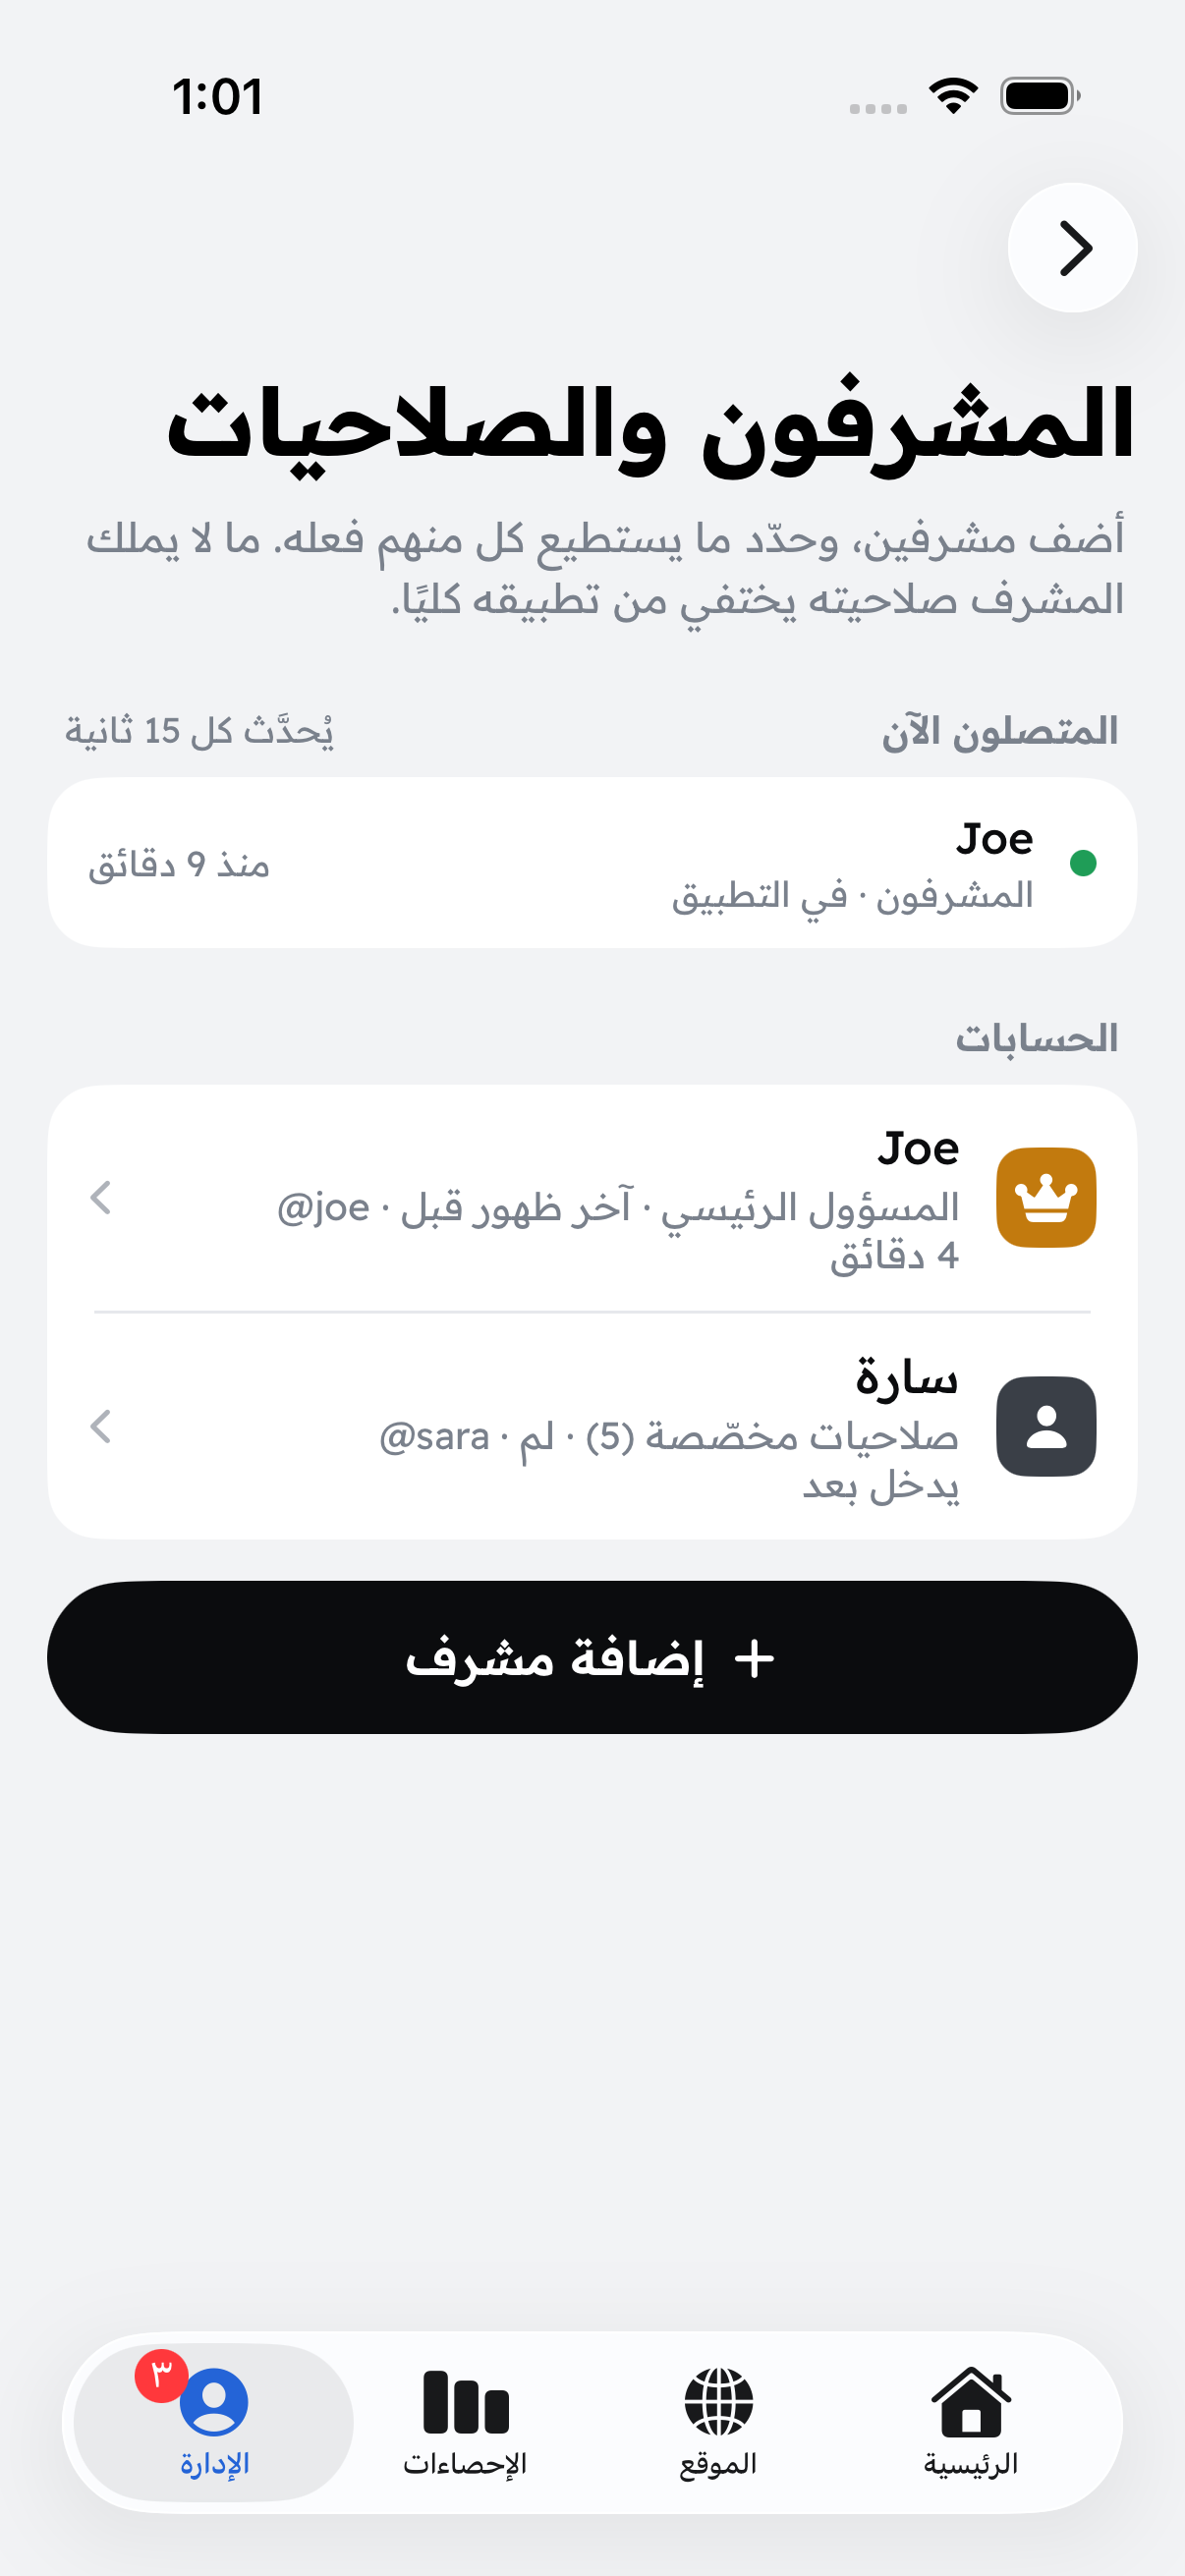 1:01
المشرفون والصلاحيات
أضف مشرفين، وحدّد ما يستطيع كل منهم فعله. ما لا يملك
المشرف صلاحيته يختفي من تطبيقه كليًا.
المتصلون الآن
يُحدَّث كل 15 ثانية
Joe
المشرفون · في التطبيق
منذ 9 دقائق
الحسابات
Joe
المسؤول الرئيسي · آخر ظهور قبل · @joe
4 دقائق
سارة
صلاحيات مخصّصة (5) · لم · @sara
يدخل بعد
إضافة مشرف
الرئيسية
الموقع
الإحصاءات
٣
الإدارة